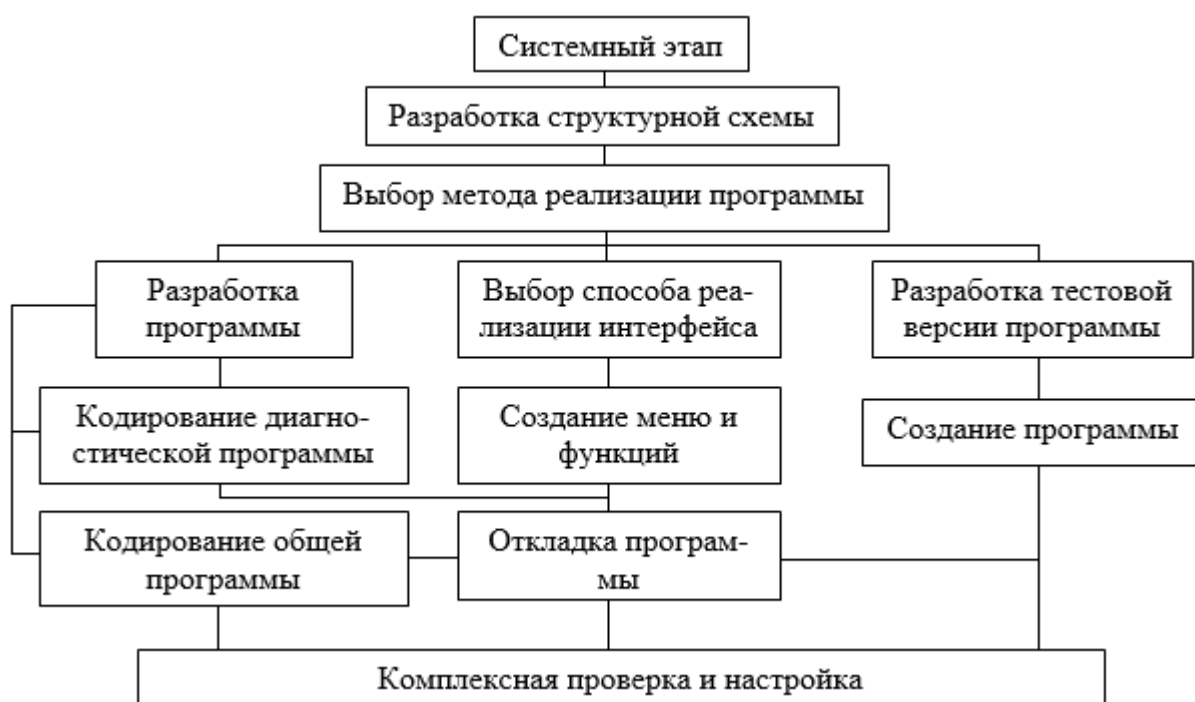 Системный этап
Разработка структурной схемы
Выбор метода реализации программы
Разработка
программы
Выбор способа реа-
лизации интерфейса
Разработка тестовой
версии программы
Кодирование диагно-
стической программы
Создание меню и
функций
Создание программы
Кодирование общей
программы
Откладка програм-
мы
Комплексная проверка и настройка